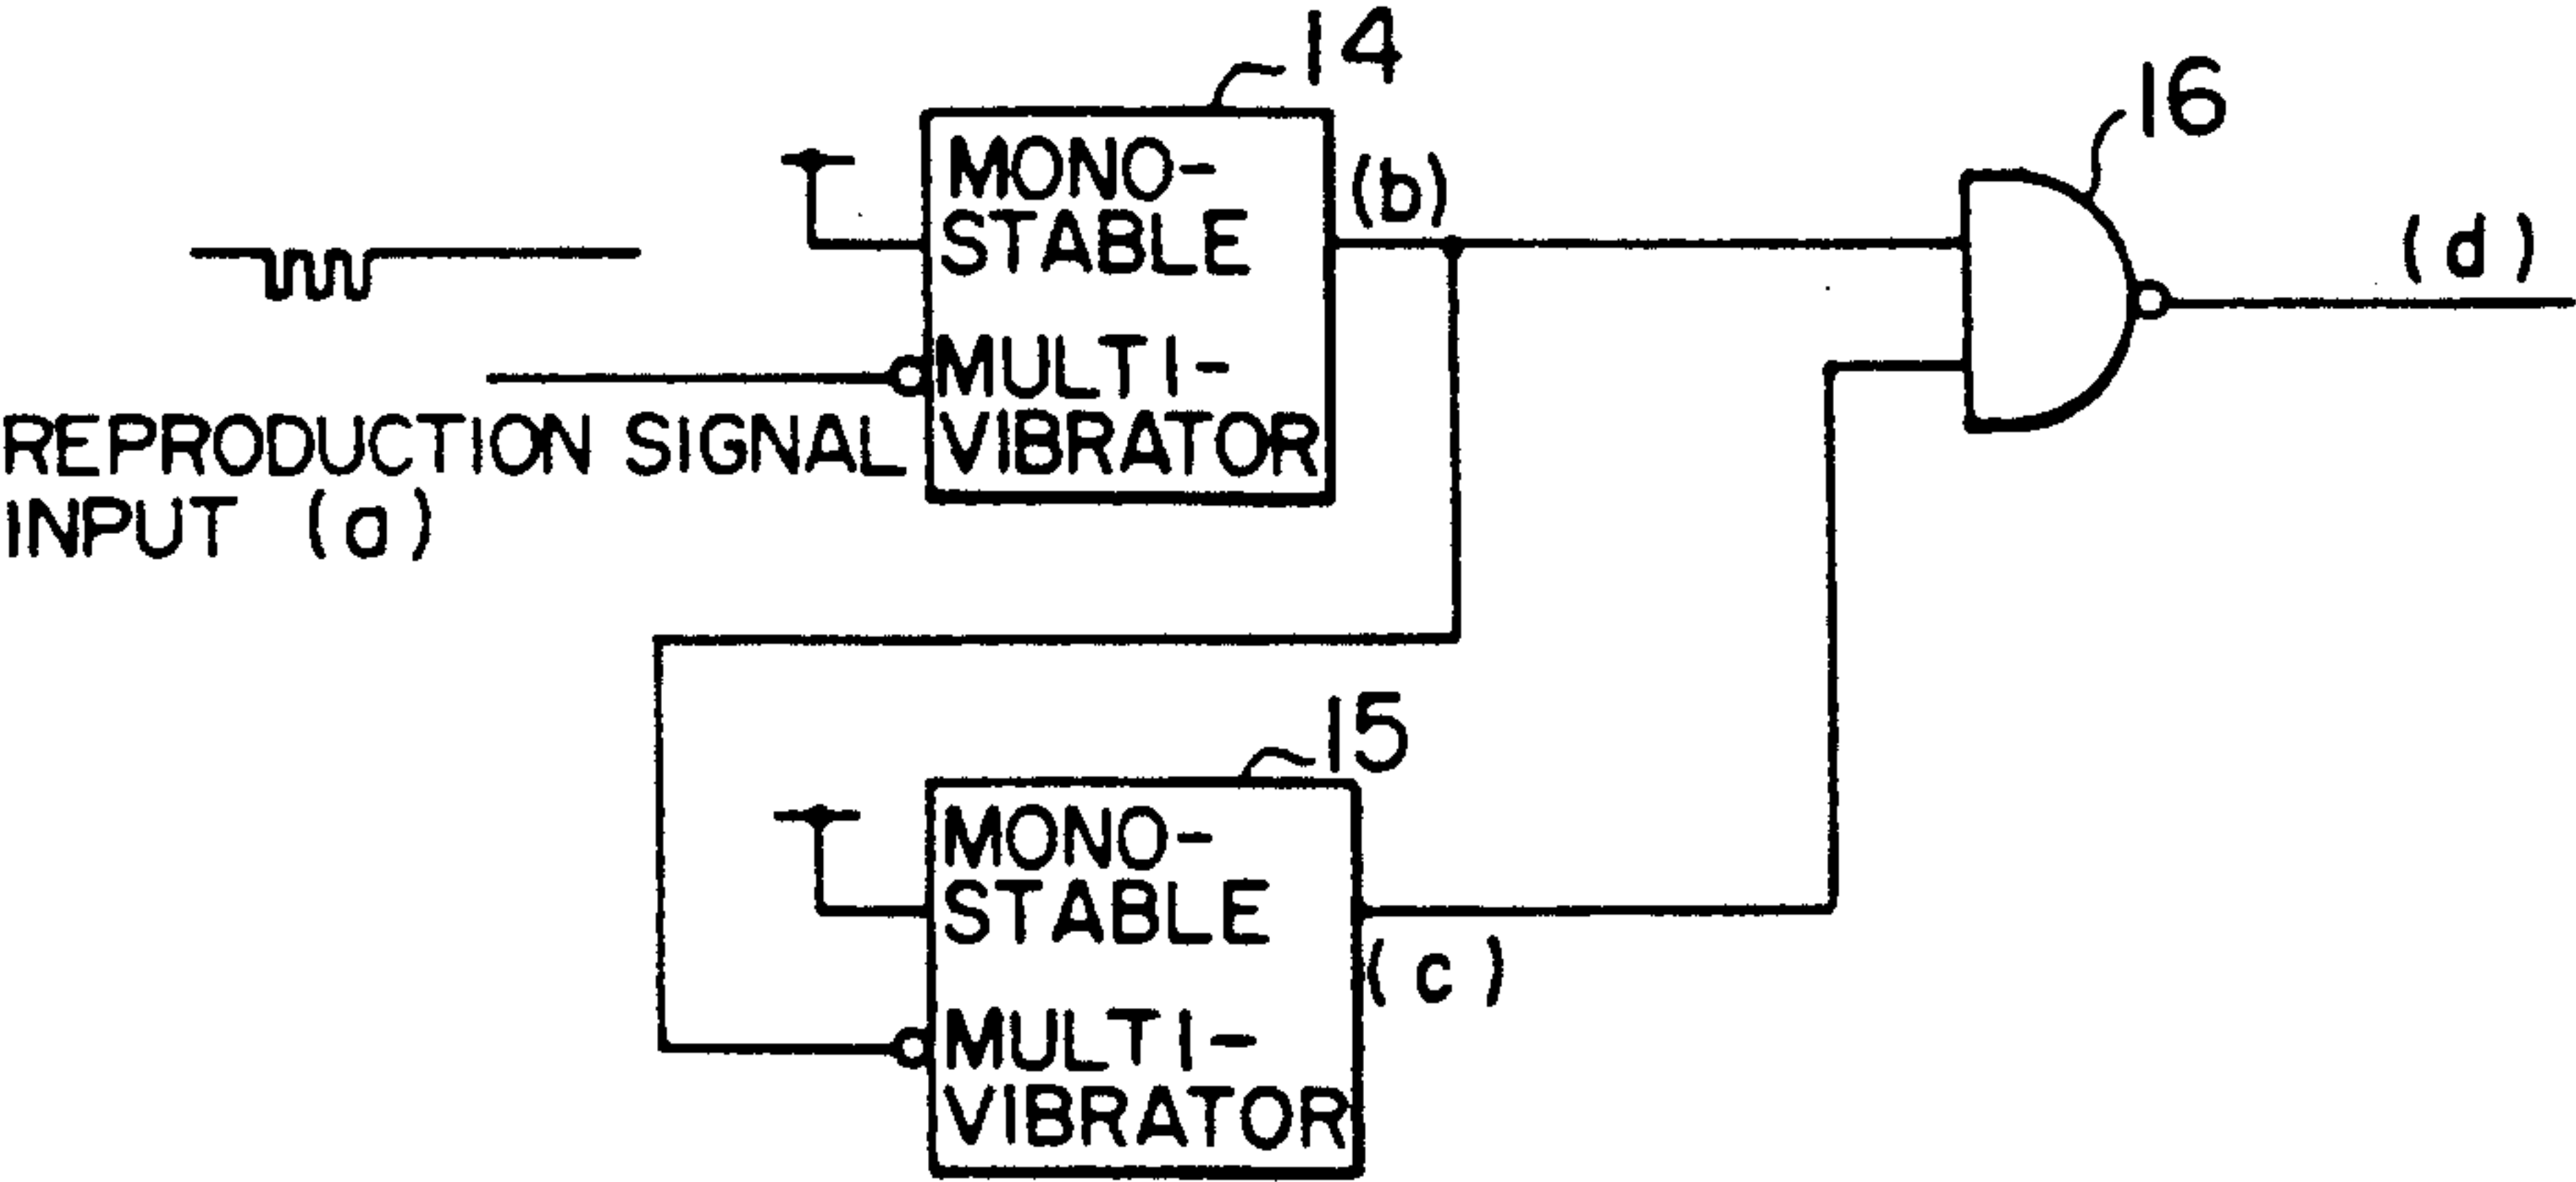 14
MONO-
STABLE
MULTI-
VIBRATOR
(b)
16
(d)
REPRODUCTION SIGNAL
INPUT (a)
15
MONO-
STABLE
MULTI-
VIBRATOR
(c)